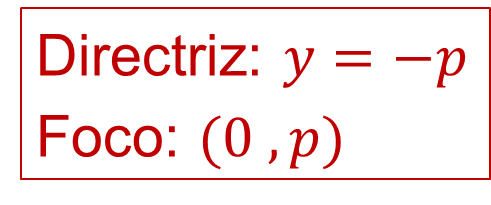 Directriz: y = −p
Foco: (0 , p)